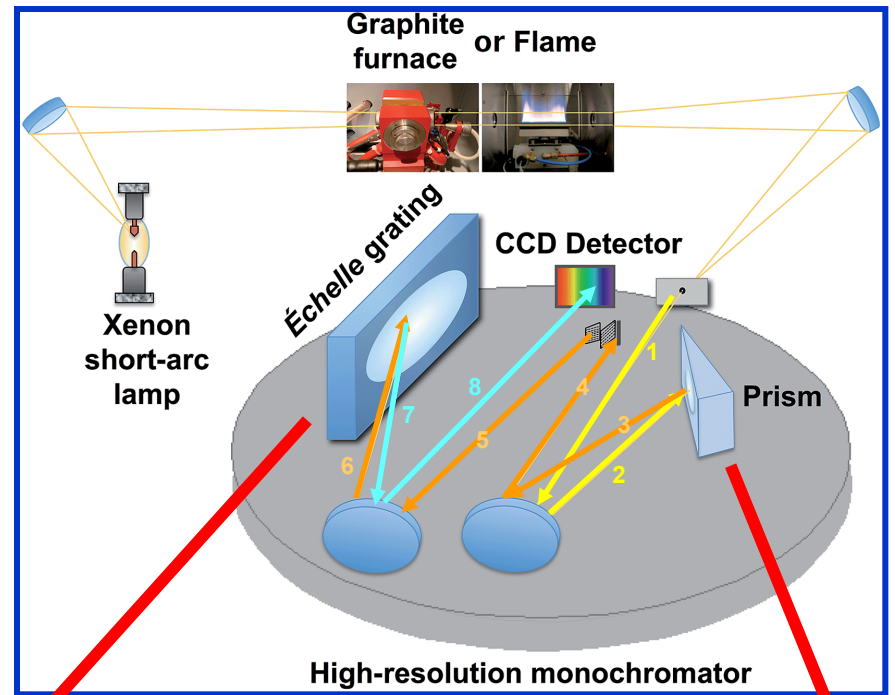 Graphite
furnace
or Flame
Échelle grating
CCD Detector
Xenon
short-arc
lamp
Prism
1
2
3
4
5
6
7
8
High-resolution monochromator